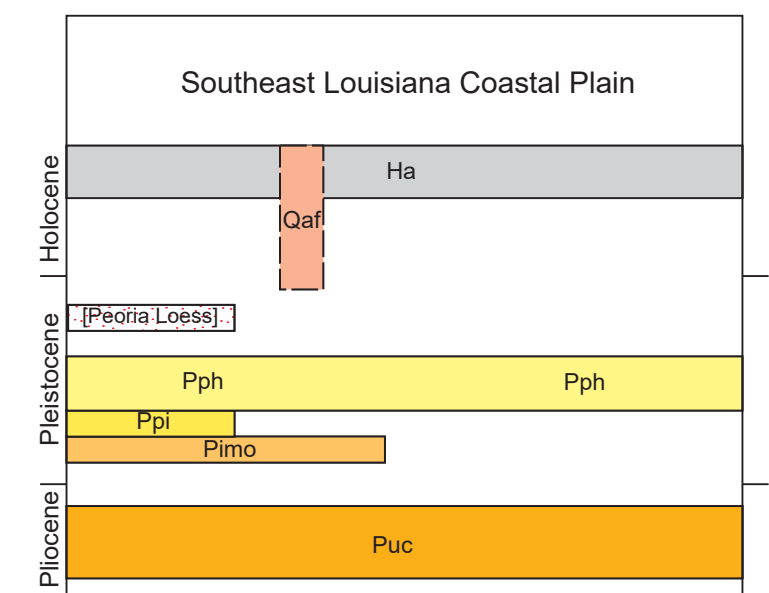 Southeast Louisiana Coastal Plain
Holocene
Ha
Qaf
Pleistocene
[Peoria Loess]
Pph Pph
Ppi
Pimo
Pliocene
Puc